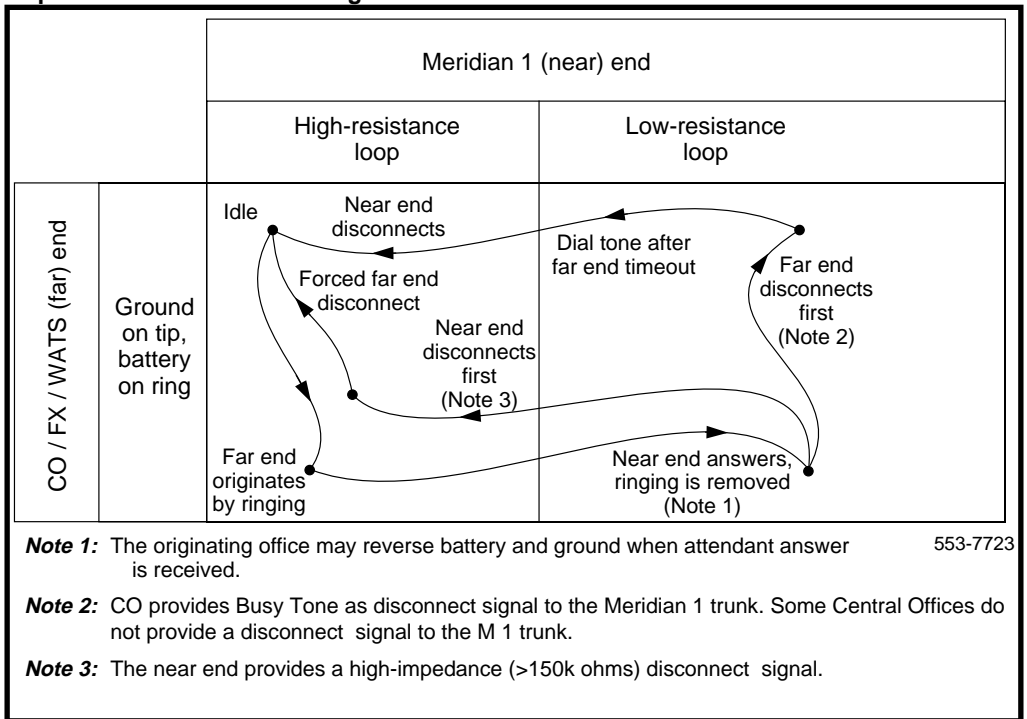 Meridian 1 (near) end
High-resistance
loop
Low-resistance
loop
CO / FX / WATS (far) end
Ground
on tip,
battery
on ring
Idle
Near end
disconnects
Forced far end
disconnect
Near end
disconnects
first
(Note 3)
Far end
originates
by ringing
Dial tone after
far end timeout
Far end
disconnects
first
(Note 2)
Near end answers,
ringing is removed
(Note 1)
Note 1: The originating office may reverse battery and ground when attendant answer
is received.
553-7723
Note 2: CO provides Busy Tone as disconnect signal to the Meridian 1 trunk. Some Central Offices do
not provide a disconnect signal to the M 1 trunk.
Note 3: The near end provides a high-impedance (>150k ohms) disconnect signal.